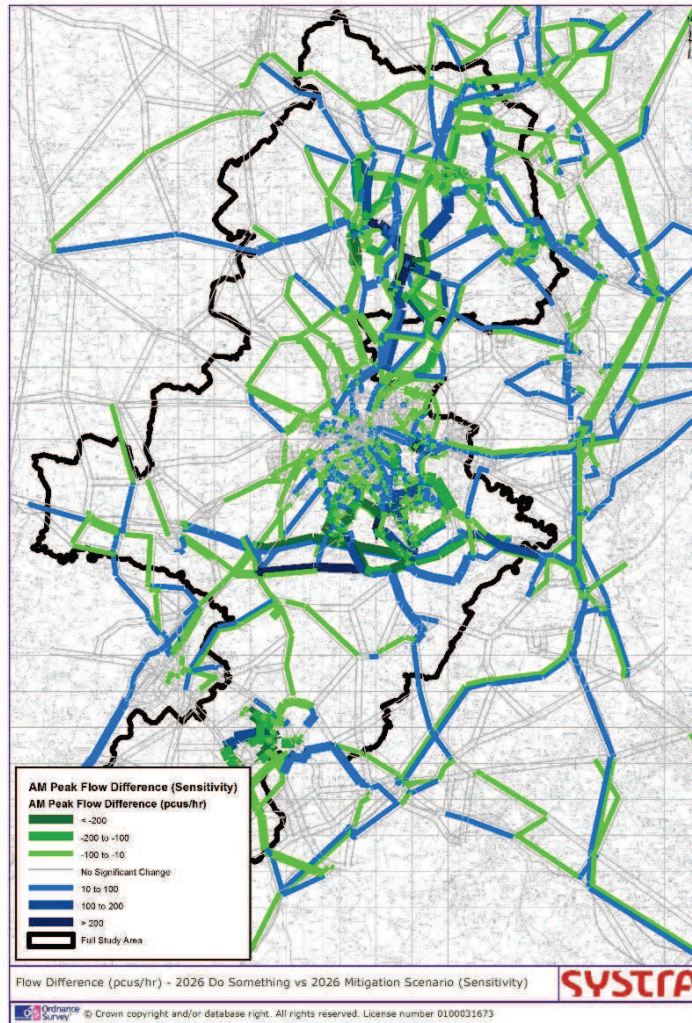 AM Peak Flow Difference (Sensitivity)
AM Peak Flow Difference (pcus/hr)
< -200
-200 to -100
-100 to -10
No Significant Change
10 to 100
100 to 200
> 200
Full Study Area
Flow Difference (pcus/hr) - 2026 Do Something vs 2026 Mitigation Scenario (Sensitivity)
SYSTRA
Ordnance Survey® © Crown copyright and/or database right. All rights reserved. License number 0100031673